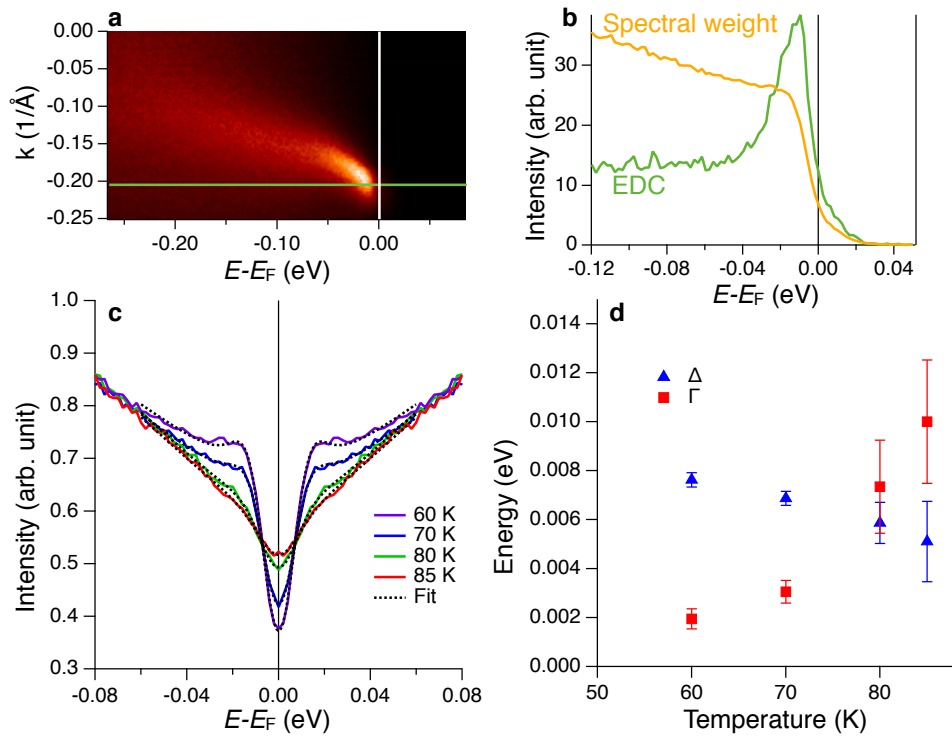 a
k (1/Å)
0.00
-0.05
-0.10
-0.15
-0.20
-0.25
-0.20
-0.10
0.00
E-EF (eV)
b
Spectral weight
EDC
Intensity (arb. unit)
30
20
10
0
-0.12
-0.08
-0.04
0.00
0.04
E-EF (eV)
c
Intensity (arb. unit)
1.0
0.9
0.8
0.7
0.6
0.5
0.4
0.3
60 K
70 K
80 K
85 K
Fit
-0.08
-0.04
0.00
0.04
0.08
E-EF (eV)
d
Energy (eV)
0.014
0.012
0.010
0.008
0.006
0.004
0.002
0.000
Δ
Γ
50
60
70
80
Temperature (K)